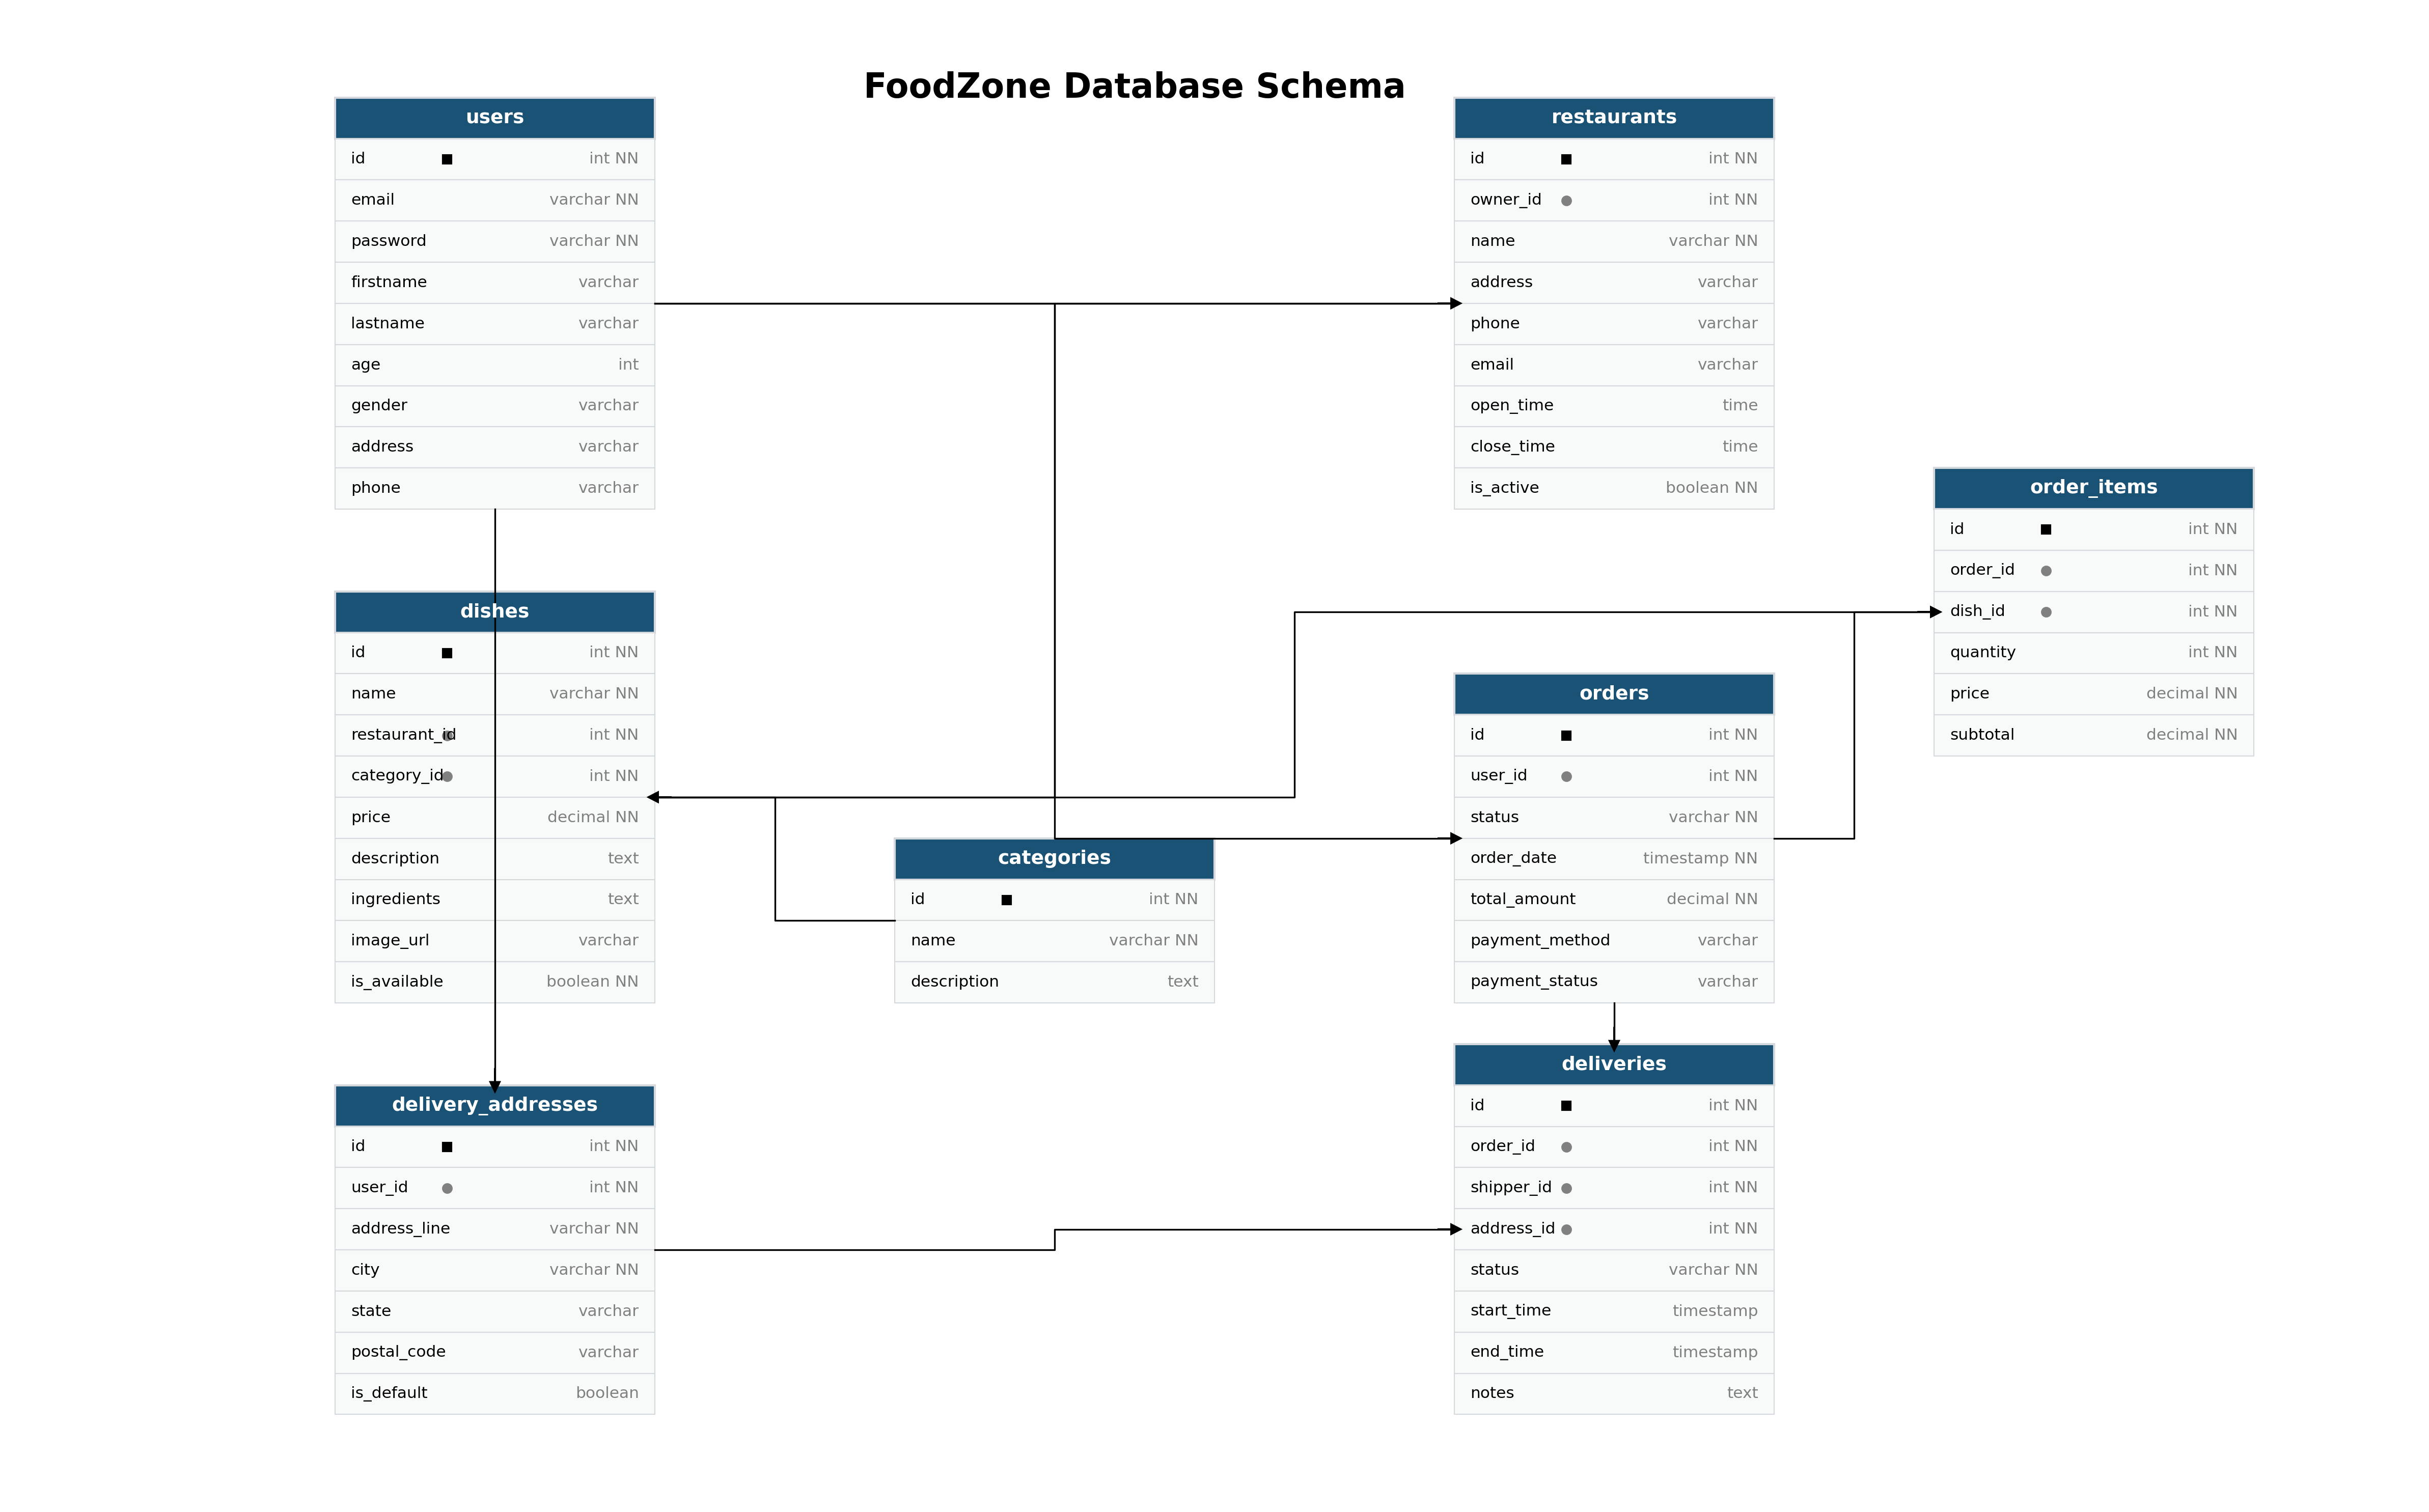 FoodZone Database Schema
users
id int NN
email varchar NN
password varchar NN
firstname varchar
lastname varchar
age int
gender varchar
address varchar
phone varchar
restaurants
id int NN
owner_id int NN
name varchar NN
address varchar
phone varchar
email varchar
open_time time
close_time time
is_active boolean NN
order_items
id int NN
order_id int NN
dish_id int NN
quantity int NN
price decimal NN
subtotal decimal NN
dishes
id int NN
name varchar NN
restaurant_id int NN
category_id int NN
price decimal NN
description text
ingredients text
image_url varchar
is_available boolean NN
categories
id int NN
name varchar NN
description text
orders
id int NN
user_id int NN
status varchar NN
order_date timestamp NN
total_amount decimal NN
payment_method varchar
payment_status varchar
delivery_addresses
id int NN
user_id int NN
address_line varchar NN
city varchar NN
state varchar
postal_code varchar
is_default boolean
deliveries
id int NN
order_id int NN
shipper_id int NN
address_id int NN
status varchar NN
start_time timestamp
end_time timestamp
notes text